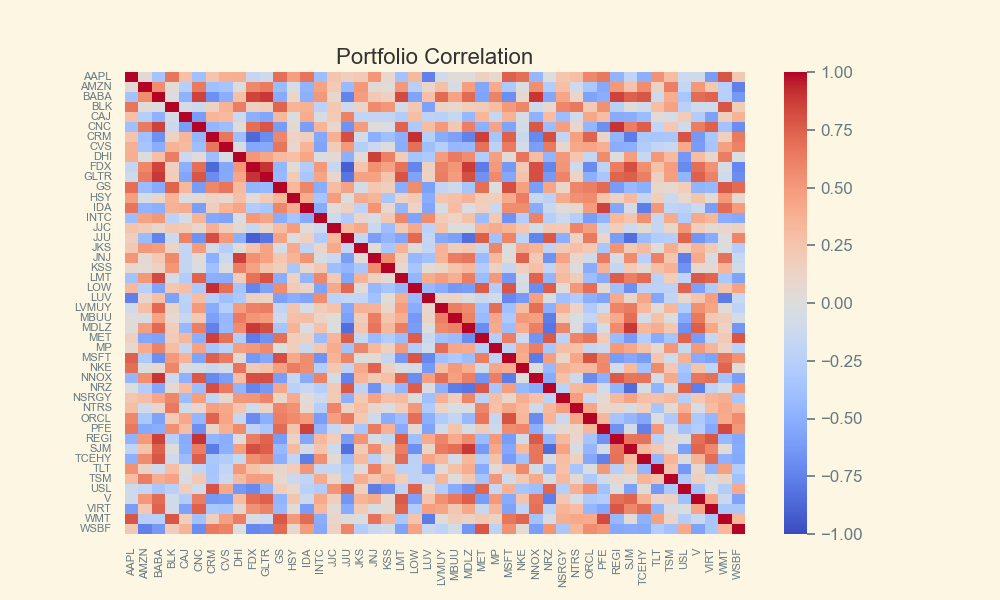 Portfolio Correlation
AAPL
AMZN
BABA
BLK
CAJ
CNC
CRM
CVS
DHI
FDX
GLTR
GS
HSY
IDA
INTC
JJC
JJU
JKS
JNJ
KSS
LMT
LOW
LUV
LVMUY
MBUU
MDLZ
MET
MP
MSFT
NKE
NNOX
NRZ
NSRGY
NTRS
ORCL
PFE
REGI
SJM
TCEHY
TLT
TSM
USL
V
VIRT
WMT
WSBF
AAPL
AMZN
BABA
BLK
CAJ
CNC
CRM
CVS
DHI
FDX
GLTR
GS
HSY
IDA
INTC
JJC
JJU
JKS
JNJ
KSS
LMT
LOW
LUV
LVMUY
MBUU
MDLZ
MET
MP
MSFT
NKE
NNOX
NRZ
NSRGY
NTRS
ORCL
PFE
REGI
SJM
TCEHY
TLT
TSM
USL
V
VIRT
WMT
WSBF
1.00
0.75
0.50
0.25
0.00
−0.25
−0.50
−0.75
−1.00